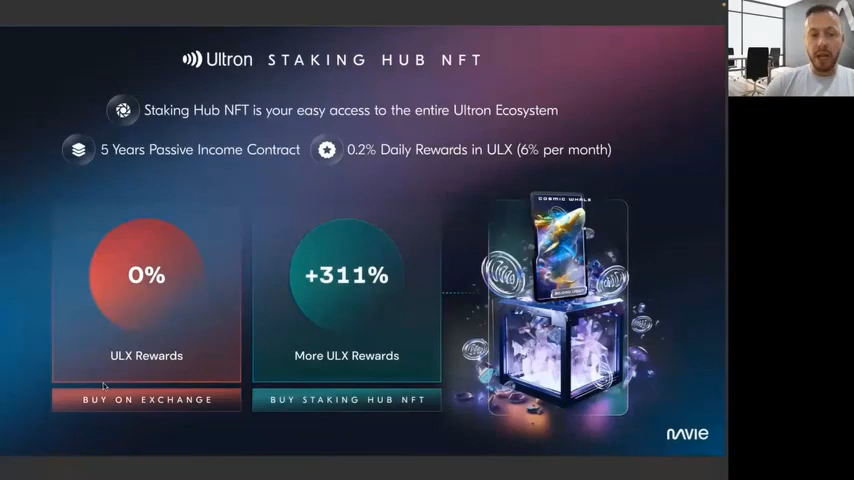 Ultron STAKING HUB NFT
Staking Hub NFT is your easy access to the entire Ultron Ecosystem
5 Years Passive Income Contract
0.2% Daily Rewards in ULX (6% per month)
COSMIC WHALE
0%
+311%
ULX Rewards
More ULX Rewards
BUY ON EXCHANGE
BUY STAKING HUB NFT
NAVIE